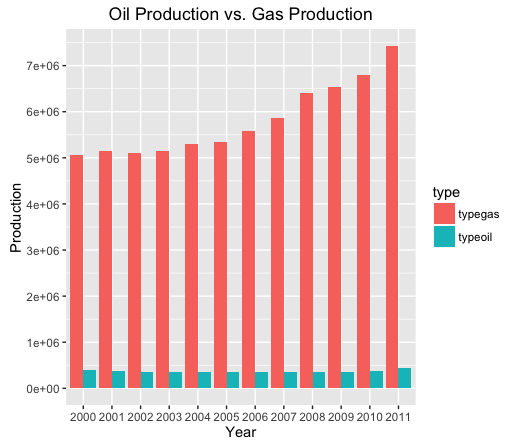 Oil Production vs. Gas Production
7e+06
6e+06
5e+06
4e+06
3e+06
2e+06
1e+06
0e+00
Production
2000 2001 2002 2003 2004 2005 2006 2007 2008 2009 2010 2011
Year
type
typegas
typeoil